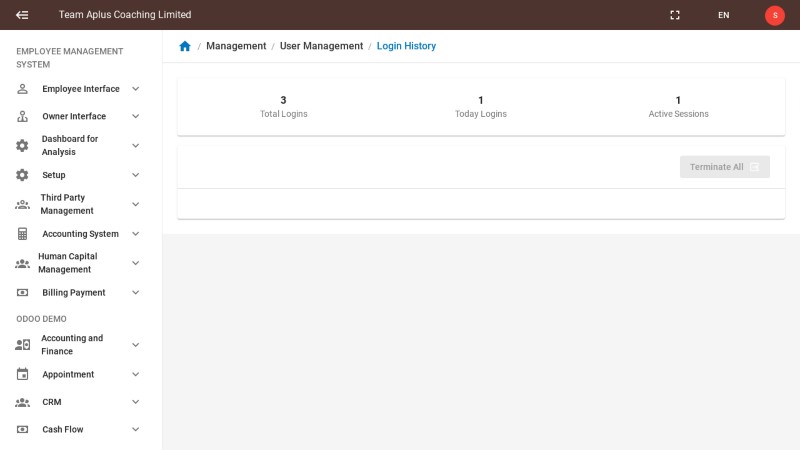 Team Aplus Coaching Limited
EN
S
EMPLOYEE MANAGEMENT
SYSTEM
Employee Interface
Owner Interface
Dashboard for
Analysis
Setup
Third Party
Management
Accounting System
Human Capital
Management
Billing Payment
ODOO DEMO
Accounting and
Finance
Appointment
CRM
Cash Flow
/ Management / User Management / Login History
3
Total Logins
1
Today Logins
1
Active Sessions
Terminate All